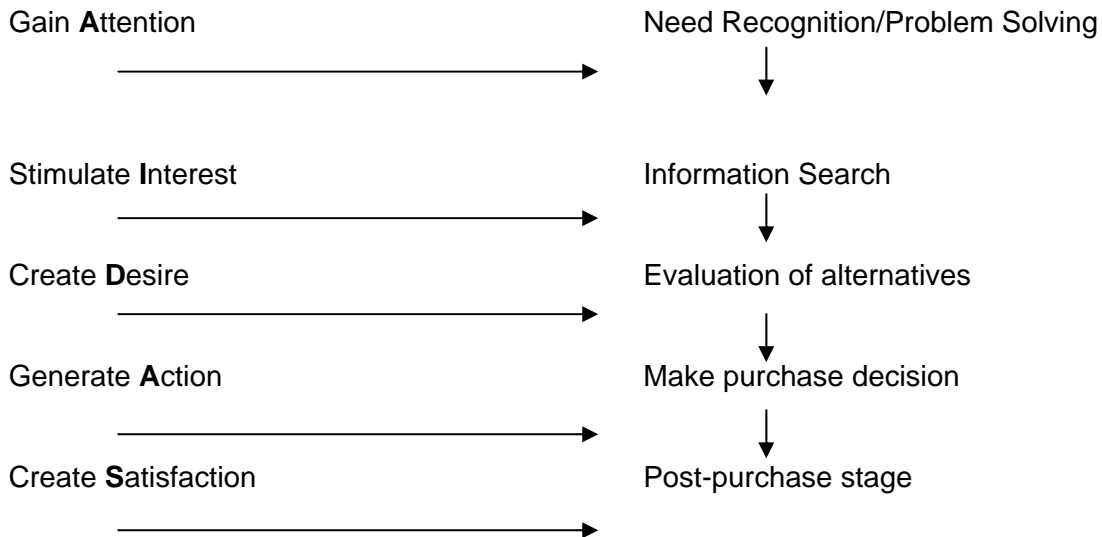 Gain Attention Need Recognition/Problem Solving
Stimulate Interest Information Search
Create Desire Evaluation of alternatives
Generate Action Make purchase decision
Create Satisfaction Post-purchase stage